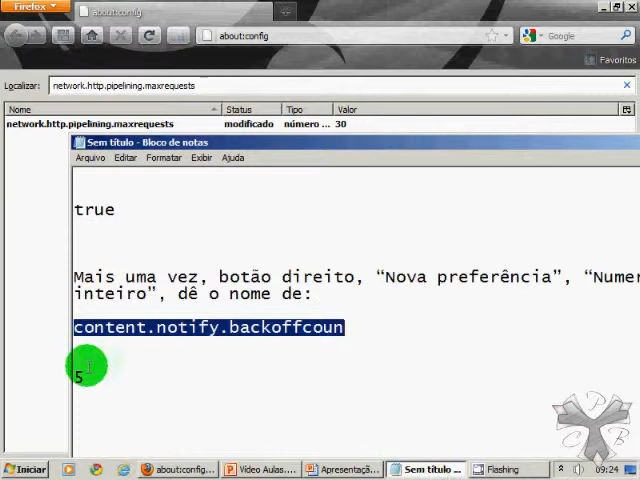 Firefox
about:config
about:config
Google
Favoritos
Localizar: network.http.pipelining.maxrequests
Nome Status Tipo Valor
network.http.pipelining.maxrequests modificado número ... 30
Sem título - Bloco de notas
Arquivo Editar Formatar Exibir Ajuda
true
Mais uma vez, botão direito, “Nova preferência”, “Nume
inteiro”, dê o nome de:
content.notify.backoffcoun
5
P
B
C
Iniciar about:config... Vídeo Aulas.... Apresentaçã... Sem título ... Flashing 09:24